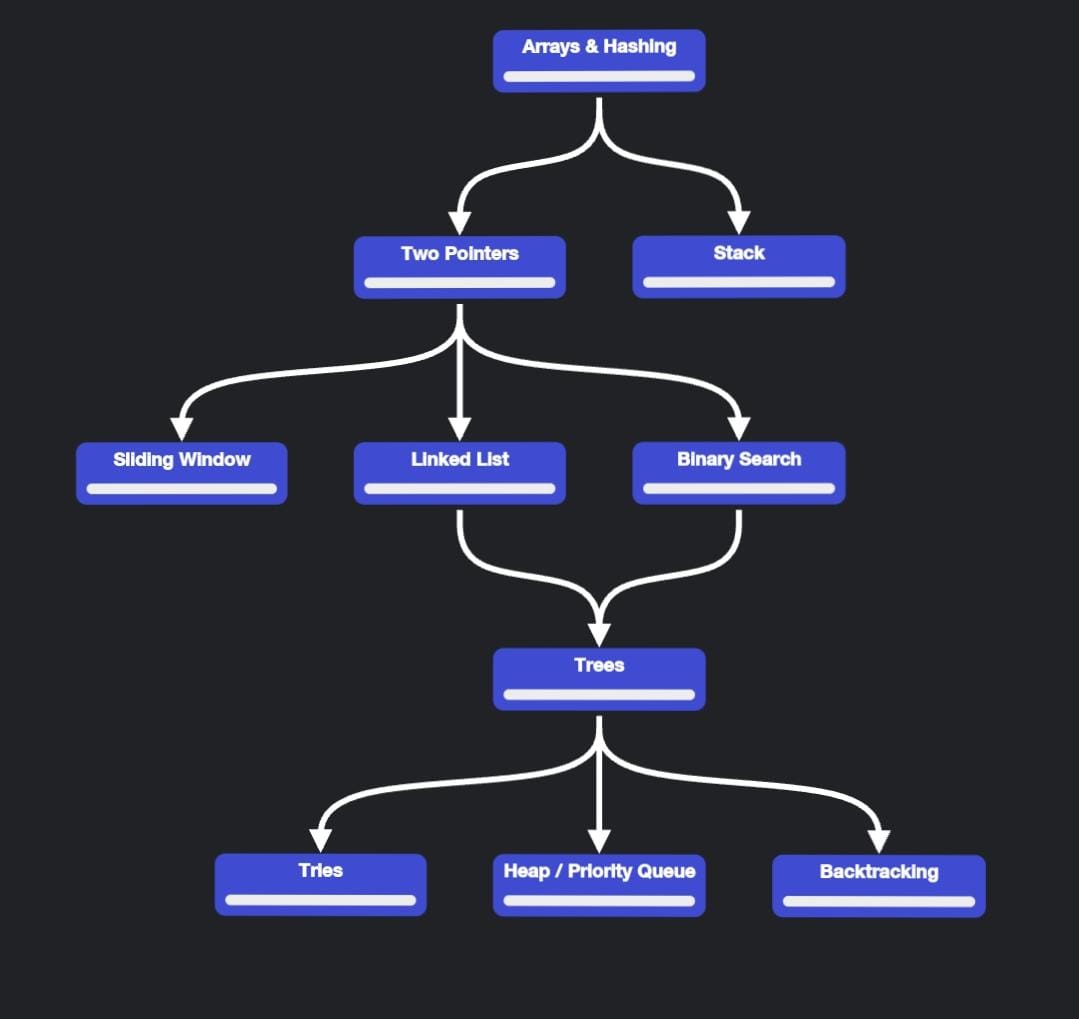 Arrays & Hashing
Two Pointers
Stack
Sliding Window
Linked List
Binary Search
Trees
Tries
Heap / Priority Queue
Backtracking